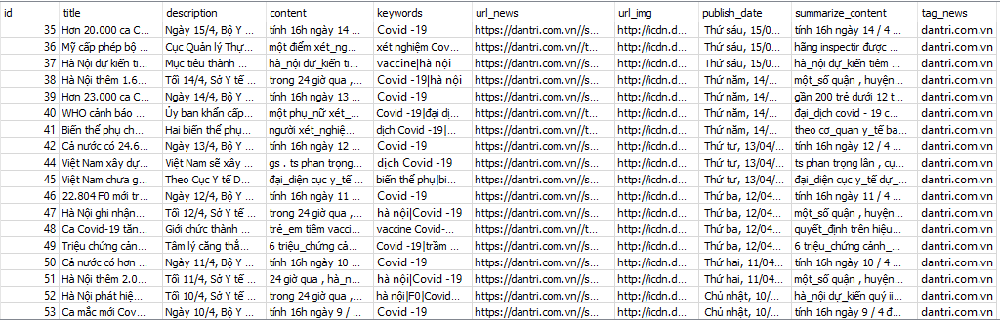 id title description content keywords url_news url_img publish_date summarize_content tag_news
35 Hơn 20.000 ca C... Ngày 15/4, Bộ Y ... tính 16h ngày 14 ... Covid -19 https://dantri.com.vn//s... http://icdn.d... Thứ sáu, 15/0... tính 16h ngày 14 / 4 ... dantri.com.vn
36 Mỹ cấp phép bộ ... Cục Quản lý Thự... một điểm xét_ng... xét nghiệm Cov... https://dantri.com.vn//t... http://icdn.d... Thứ sáu, 15/0... hãng inspectir được ... dantri.com.vn
37 Hà Nội dự kiến ti... Mục tiêu thành ... hà_nội dự_kiến ti... vaccine|hà nội https://dantri.com.vn//s... http://icdn.d... Thứ sáu, 15/0... hà_nội dự_kiến tiêm ... dantri.com.vn
38 Hà Nội thêm 1.6... Tối 14/4, Sở Y tế ... trong 24 giờ qua , ... Covid -19|hà nội https://dantri.com.vn//s... http://icdn.d... Thứ năm, 14/... một_số quận , huyện... dantri.com.vn
39 Hơn 23.000 ca C... Ngày 14/4, Bộ Y ... tính 16h ngày 13 ... Covid -19 https://dantri.com.vn//s... http://icdn.d... Thứ năm, 14/... gần 200 trẻ dưới 12 t... dantri.com.vn
40 WHO cảnh báo ... Ủy ban khẩn cấp... một phụ_nữ xét_... Covid -19|đại dị... https://dantri.com.vn//t... http://icdn.d... Thứ năm, 14/... đại_dịch covid -19 c... dantri.com.vn
41 Biến thể phụ ch... Hai biến thể phụ... người xét_nghiệ... dịch Covid -19|... https://dantri.com.vn//t... http://icdn.d... Thứ năm, 14/... theo cơ_quan y_tế ba... dantri.com.vn
42 Cả nước có 24.6... Ngày 13/4, Bộ Y ... tính 16h ngày 12 ... Covid -19 https://dantri.com.vn//s... http://icdn.d... Thứ tư, 13/04/... tính 16h ngày 12 / 4 ... dantri.com.vn
44 Việt Nam xây dự... Việt Nam sẽ xây ... gs . ts phan trọng... dịch Covid -19 https://dantri.com.vn//s... http://icdn.d... Thứ tư, 13/04/... ts phan trọng lân , cụ... dantri.com.vn
45 Việt Nam chưa g... Theo Cục Y tế D... đại_diện cục y_tế ... biến thể phụ|bi... https://dantri.com.vn//s... http://icdn.d... Thứ tư, 13/04/... đại_diện cục y_tế dự_... dantri.com.vn
46 22.804 F0 mới tr... Ngày 12/4, Bộ Y ... tính 16h ngày 11 ... Covid -19 https://dantri.com.vn//s... http://icdn.d... Thứ ba, 12/04... tính 16h ngày 11 / 4 ... dantri.com.vn
47 Hà Nội ghi nhận... Tối 12/4, Sở Y tế ... trong 24 giờ qua , ... hà nội|Covid -19 https://dantri.com.vn//s... http://icdn.d... Thứ ba, 12/04... một_số quận , huyện... dantri.com.vn
48 Ca Covid-19 tăn... Giới chức thành ... trẻ_em tiêm vacci... vaccine Covid-... https://dantri.com.vn//t... http://icdn.d... Thứ ba, 12/04... quyết_định trên hiệu... dantri.com.vn
49 Triệu chứng cản... Tâm lý căng thẳ... 6 triệu_chứng cả... Covid -19|trầm... https://dantri.com.vn//s... http://icdn.d... Thứ ba, 12/04... 6 triệu_chứng cảnh_... dantri.com.vn
50 Cả nước có hơn ... Ngày 11/4, Bộ Y ... tính 16h ngày 10 ... Covid -19 https://dantri.com.vn//s... http://icdn.d... Thứ hai, 11/04... tính 16h ngày 10 / 4 ... dantri.com.vn
51 Hà Nội thêm 2.0... Tối 11/4, Sở Y tế ... 24 giờ qua , hà_n... hà nội|Covid -19 https://dantri.com.vn//s... http://icdn.d... Thứ hai, 11/04... một_số quận , huyện... dantri.com.vn
52 Hà Nội phát hiệ... Tối 10/4, Sở Y tế ... trong 24 giờ qua , ... hà nội|F0|Covid... https://dantri.com.vn//s... http://icdn.d... Chủ nhật, 10/... hà_nội dự_kiến quý ii... dantri.com.vn
53 Ca mắc mới Cov... Ngày 10/4, Bộ Y ... tính 16h ngày 9 / ... Covid -19 https://dantri.com.vn//s... http://icdn.d... Chủ nhật, 10/... tính 16h ngày 9 / 4 đ... dantri.com.vn